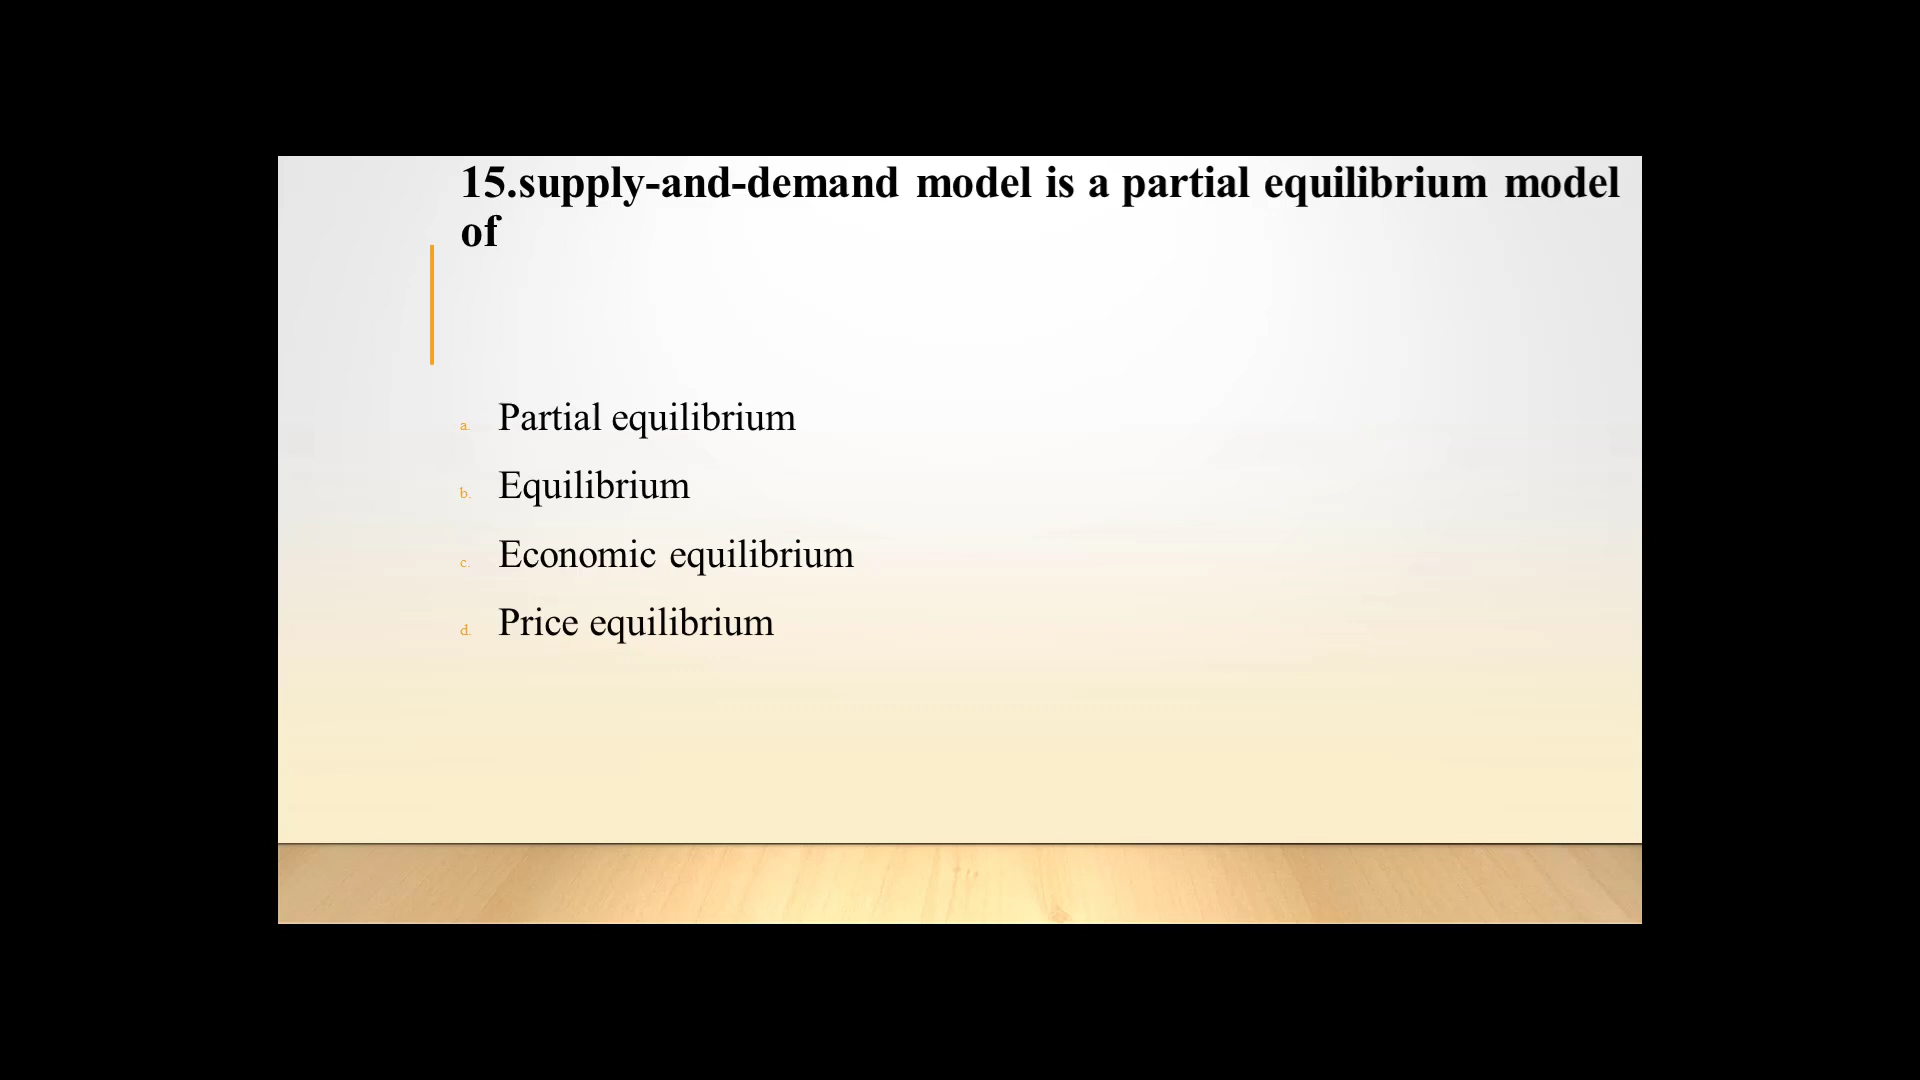 15.supply-and-demand model is a partial equilibrium model
of
a. Partial equilibrium
b. Equilibrium
c. Economic equilibrium
d. Price equilibrium